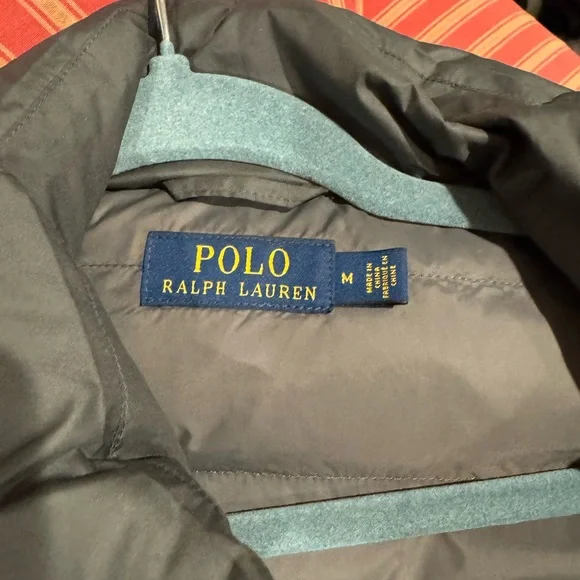 POLO
RALPH LAUREN
M
MADE IN
CHINA
FABRIQUÉ EN
CHINE